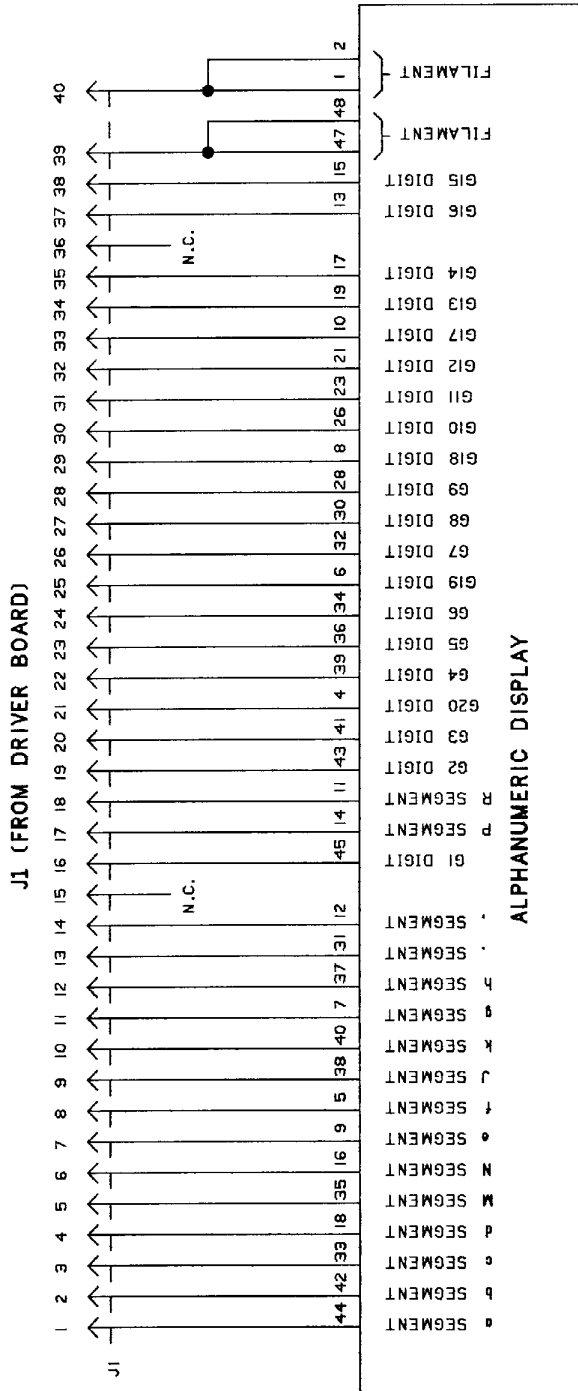 J1 (FROM DRIVER BOARD)
J1
1 44 a SEGMENT
2 42 b SEGMENT
3 33 c SEGMENT
4 18 d SEGMENT
5 35 M SEGMENT
6 16 N SEGMENT
7 9 e SEGMENT
8 5 f SEGMENT
9 38 J SEGMENT
10 40 k SEGMENT
11 7 g SEGMENT
12 37 h SEGMENT
13 31 . SEGMENT
14 12 , SEGMENT
15 N.C.
16 45 G1 DIGIT
17 14 P SEGMENT
18 11 R SEGMENT
19 43 G2 DIGIT
20 41 G3 DIGIT
21 4 G20 DIGIT
22 39 G4 DIGIT
23 36 G5 DIGIT
24 34 G6 DIGIT
25 6 G19 DIGIT
26 32 G7 DIGIT
27 30 G8 DIGIT
28 28 G9 DIGIT
29 8 G18 DIGIT
30 26 G10 DIGIT
31 23 G11 DIGIT
32 21 G12 DIGIT
33 10 G17 DIGIT
34 19 G13 DIGIT
35 17 G14 DIGIT
36 N.C.
37 13 G16 DIGIT
38 15 G15 DIGIT
39 47 48 FILAMENT
40 1 2 FILAMENT
ALPHANUMERIC DISPLAY